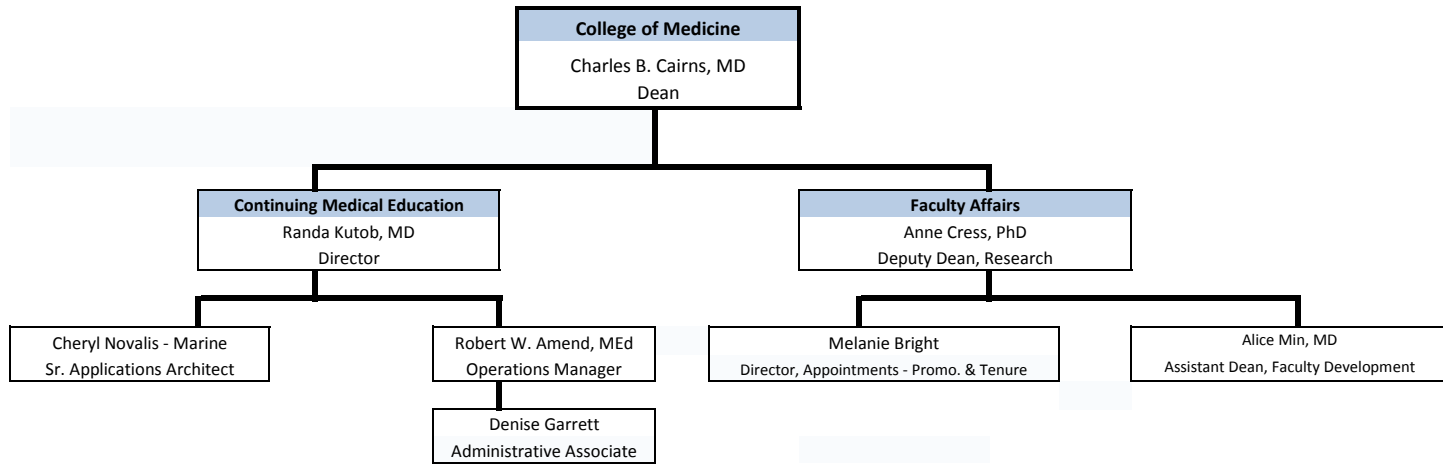 College of Medicine
Charles B. Cairns, MD
Dean
Continuing Medical Education
Randa Kutob, MD
Director
Faculty Affairs
Anne Cress, PhD
Deputy Dean, Research
Cheryl Novalis - Marine
Sr. Applications Architect
Robert W. Amend, MEd
Operations Manager
Melanie Bright
Director, Appointments - Promo. & Tenure
Alice Min, MD
Assistant Dean, Faculty Development
Denise Garrett
Administrative Associate